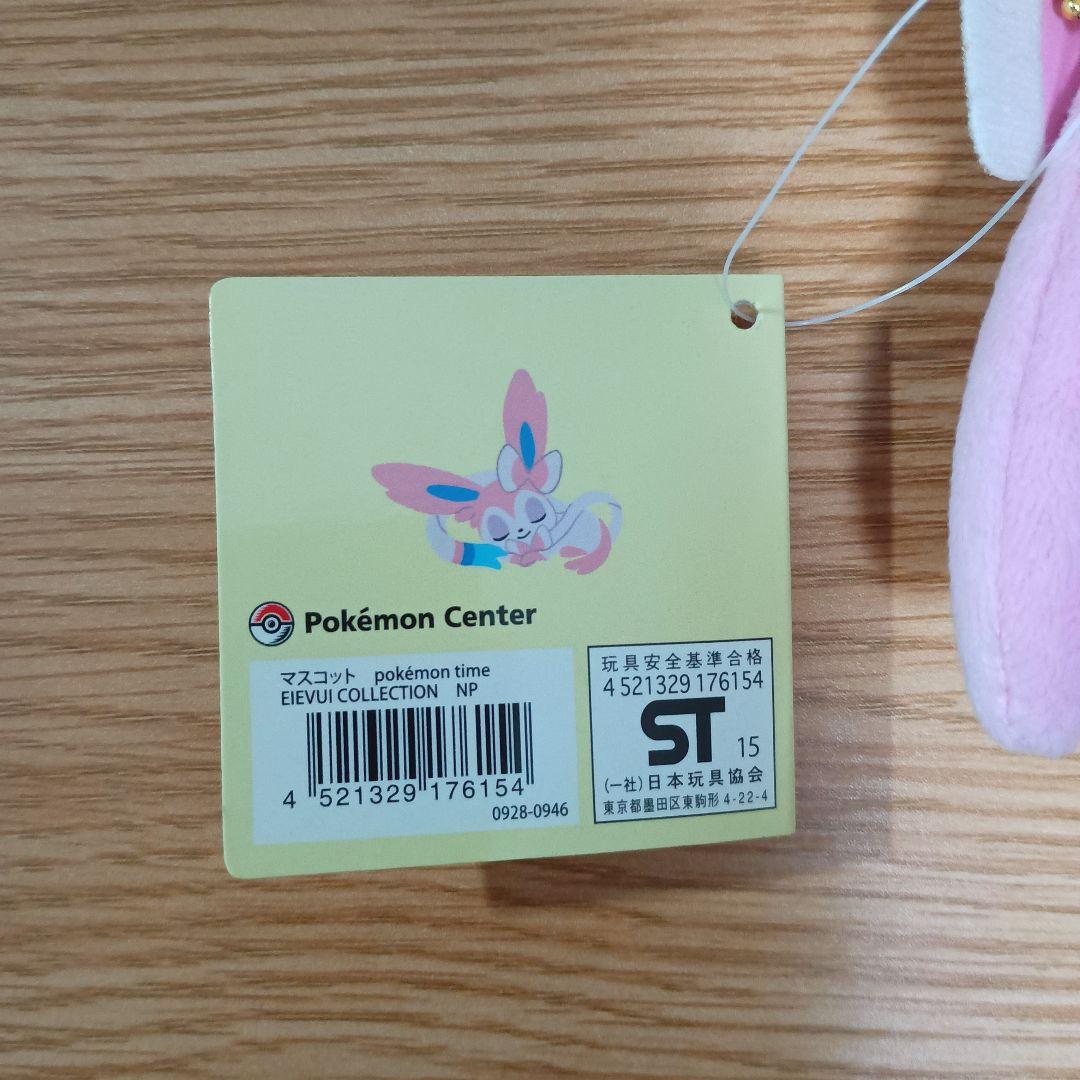 Pokémon Center
マスコット pokémon time
EIEVUI COLLECTION NP
4 521329 176154
0928-0946
玩具安全基準合格
4 521329 176154
ST 15
(一社)日本玩具協会
東京都墨田区東駒形 4-22-4